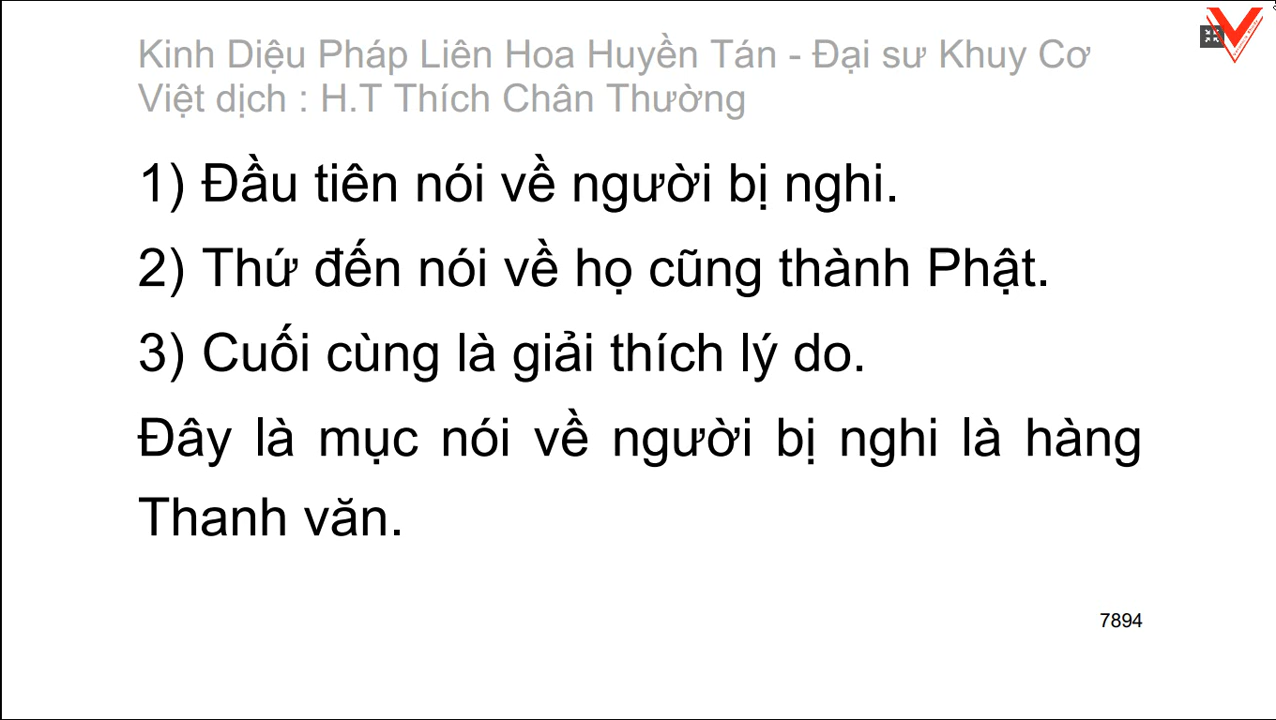 Kinh Diệu Pháp Liên Hoa Huyền Tán - Đại sư Khuy Cơ
Việt dịch : H.T Thích Chân Thường
1) Đầu tiên nói về người bị nghi.
2) Thứ đến nói về họ cũng thành Phật.
3) Cuối cùng là giải thích lý do.
Đây là mục nói về người bị nghi là hàng
Thanh văn.
7894